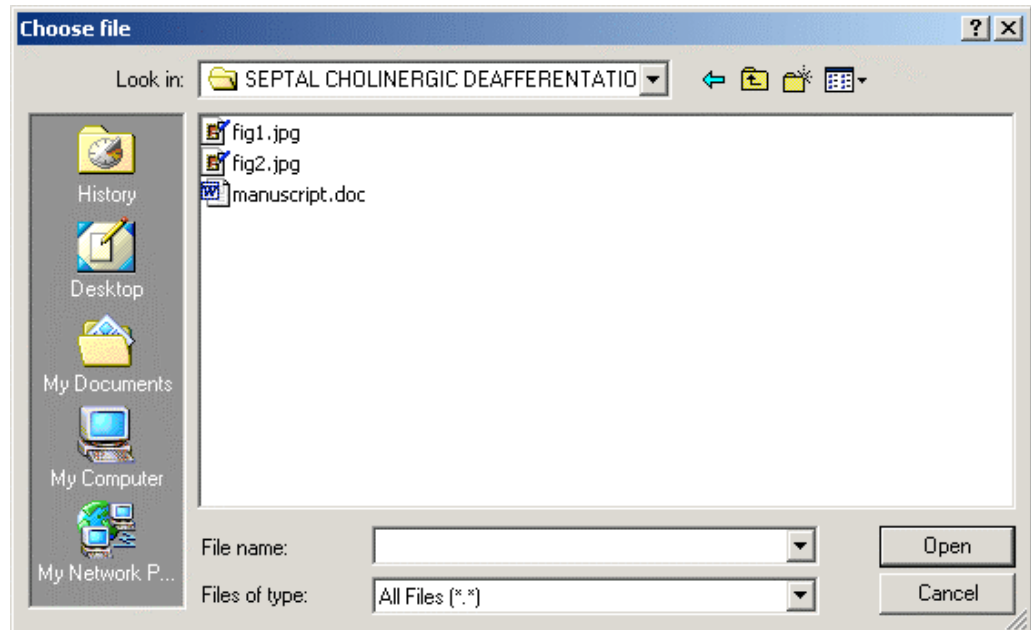 Choose file
Look in: SEPTAL CHOLINERGIC DEAFFERENTATIO
History
Desktop
My Documents
My Computer
My Network P...
fig1.jpg
fig2.jpg
manuscript.doc
File name:
Open
Files of type: All Files (*.*)
Cancel